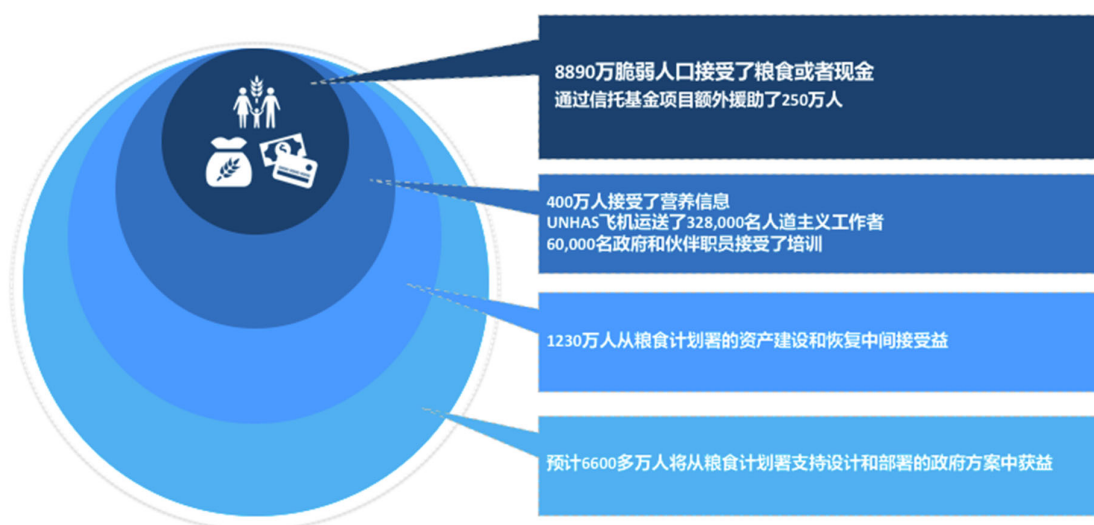 8890万脆弱人口接受了粮食或者现金
通过信托基金项目额外援助了250万人
400万人接受了营养信息
UNHAS飞机运送了328,000名人道主义工作者
60,000名政府和伙伴职员接受了培训
1230万人从粮食计划署的资产建设和恢复中间接受益
预计6600多万人将从粮食计划署支持设计和部署的政府方案中获益